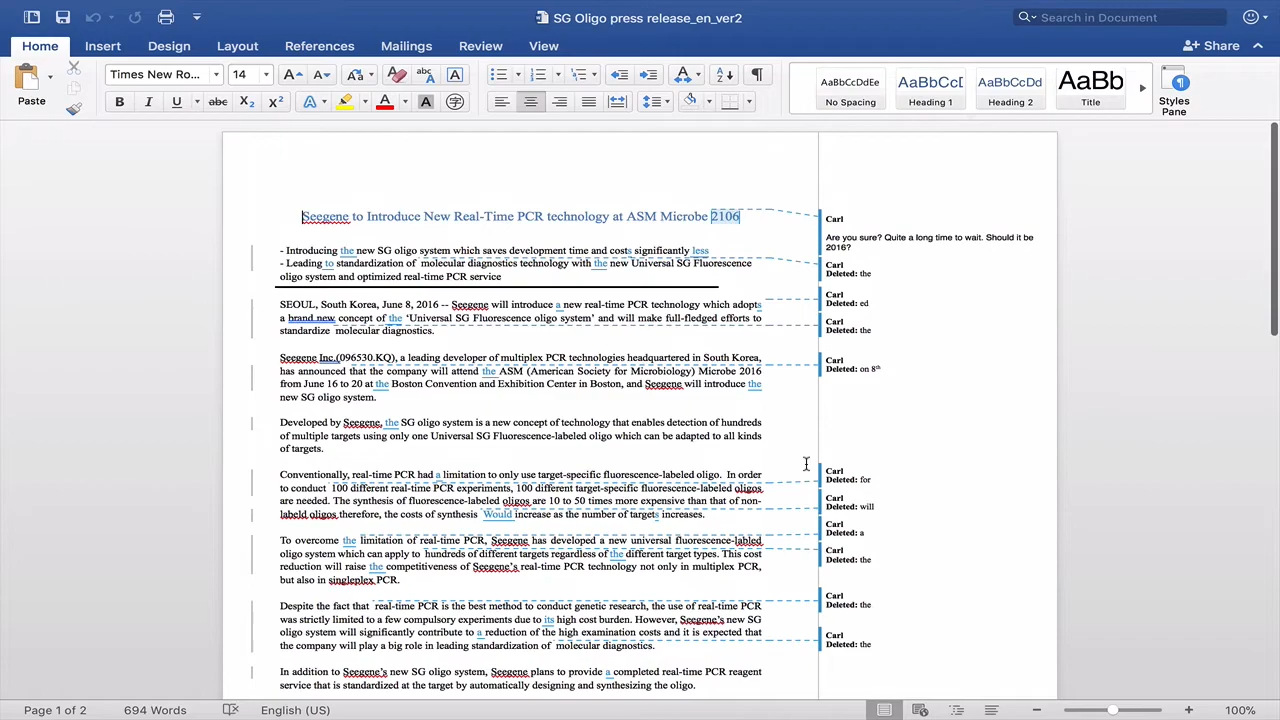 SG Oligo press release_en_ver2
Search in Document
Home
Insert
Design
Layout
References
Mailings
Review
View
Share
Paste
Times New Ro...
14
AaBbCcDdEe
No Spacing
AaBbCcI
Heading 1
AaBbCcDd
Heading 2
AaBb
Title
Styles
Pane
Seegene to Introduce New Real-Time PCR technology at ASM Microbe 2106
- Introducing the new SG oligo system which saves development time and costs significantly less
- Leading to standardization of molecular diagnostics technology with the new Universal SG Fluorescence
oligo system and optimized real-time PCR service
SEOUL, South Korea, June 8, 2016 -- Seegene will introduce a new real-time PCR technology which adopts
a brand new concept of the ‘Universal SG Fluorescence oligo system’ and will make full-fledged efforts to
standardize molecular diagnostics.
Seegene Inc.(096530.KQ), a leading developer of multiplex PCR technologies headquartered in South Korea,
has announced that the company will attend the ASM (American Society for Microbiology) Microbe 2016
from June 16 to 20 at the Boston Convention and Exhibition Center in Boston, and Seegene will introduce the
new SG oligo system.
Developed by Seegene, the SG oligo system is a new concept of technology that enables detection of hundreds
of multiple targets using only one Universal SG Fluorescence-labeled oligo which can be adapted to all kinds
of targets.
Conventionally, real-time PCR had a limitation to only use target-specific fluorescence-labeled oligo. In order
to conduct 100 different real-time PCR experiments, 100 different target-specific fluorescence-labeled oligos
are needed. The synthesis of fluorescence-labeled oligos are 10 to 50 times more expensive than that of non-
labeld oligos therefore, the costs of synthesis Would increase as the number of targets increases.
To overcome the limitation of real-time PCR, Seegene has developed a new universal fluorescence-labled
oligo system which can apply to hundreds of different targets regardless of the different target types. This cost
reduction will raise the competitiveness of Seegene’s real-time PCR technology not only in multiplex PCR,
but also in singleplex PCR.
Despite the fact that real-time PCR is the best method to conduct genetic research, the use of real-time PCR
was strictly limited to a few compulsory experiments due to its high cost burden. However, Seegene’s new SG
oligo system will significantly contribute to a reduction of the high examination costs and it is expected that
the company will play a big role in leading standardization of molecular diagnostics.
In addition to Seegene’s new SG oligo system, Seegene plans to provide a completed real-time PCR reagent
service that is standardized at the target by automatically designing and synthesizing the oligo.
Carl
Are you sure? Quite a long time to wait. Should it be
2016?
Carl
Deleted: the
Carl
Deleted: ed
Carl
Deleted: the
Carl
Deleted: on 8th
Carl
Deleted: for
Carl
Deleted: will
Carl
Deleted: a
Carl
Deleted: the
Carl
Deleted: the
Carl
Deleted: the
Page 1 of 2
694 Words
English (US)
100%